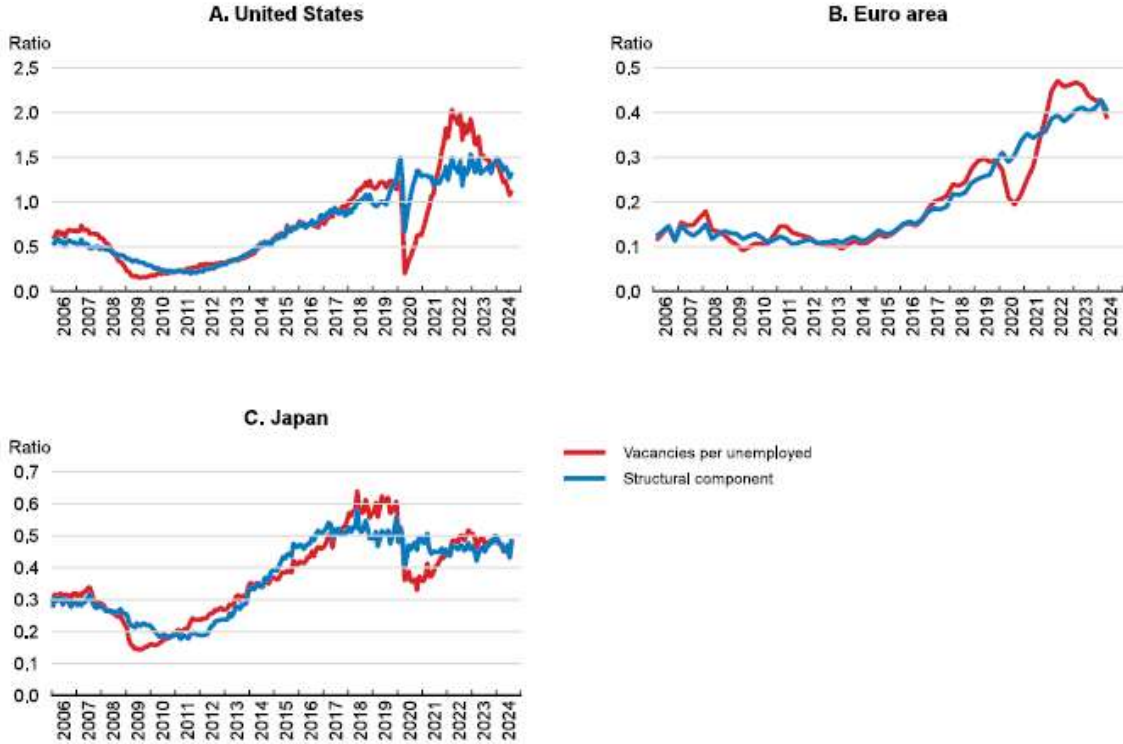 A. United States
Ratio
2,5
2,0
1,5
1,0
0,5
0,0
2006 2007 2008 2009 2010 2011 2012 2013 2014 2015 2016 2017 2018 2019 2020 2021 2022 2023 2024
B. Euro area
Ratio
0,5
0,4
0,3
0,2
0,1
0,0
2006 2007 2008 2009 2010 2011 2012 2013 2014 2015 2016 2017 2018 2019 2020 2021 2022 2023 2024
C. Japan
Ratio
0,7
0,6
0,5
0,4
0,3
0,2
0,1
0,0
2006 2007 2008 2009 2010 2011 2012 2013 2014 2015 2016 2017 2018 2019 2020 2021 2022 2023 2024
Vacancies per unemployed
Structural component